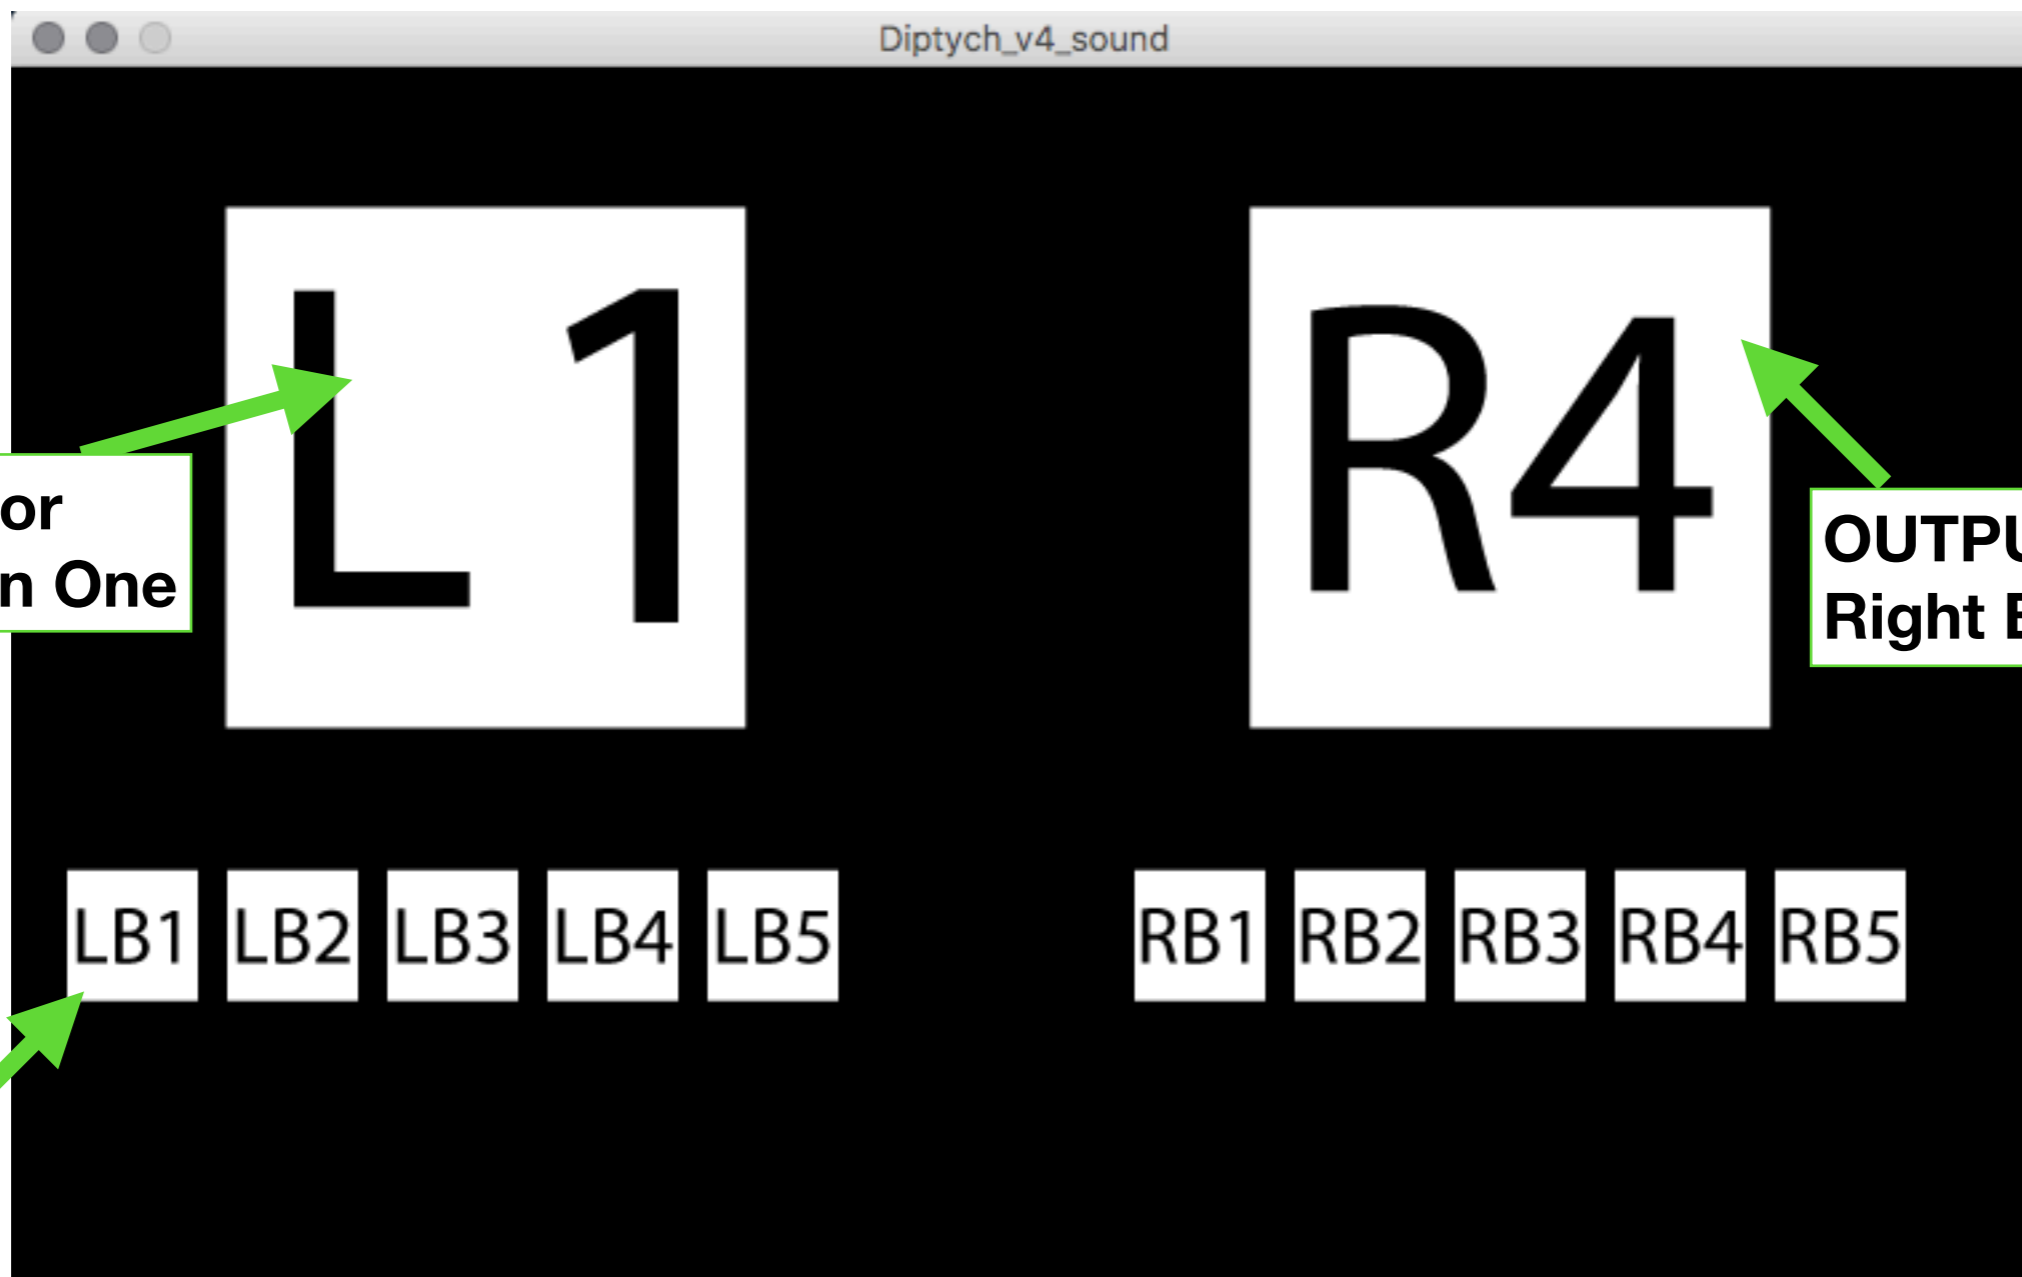 Diptych_v4_sound
L 1
R4
or
n One
OUTPU
Right
LB1 LB2 LB3 LB4 LB5
RB1 RB2 RB3 RB4 RB5